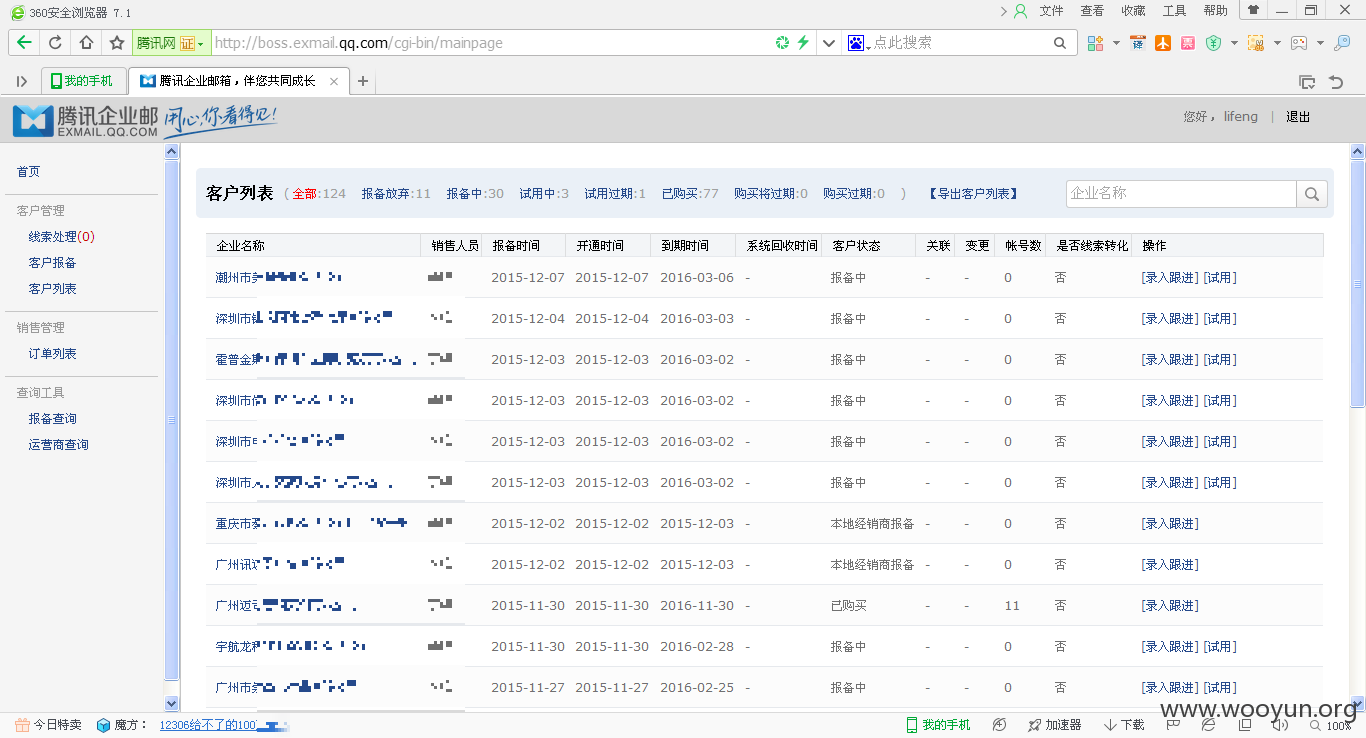 360安全浏览器 7.1 文件 查看 收藏 工具 帮助
腾讯网 证 http://boss.exmail.qq.com/cgi-bin/mainpage 点此搜索 译 票
我的手机 腾讯企业邮箱，伴您共同成长
腾讯企业邮 用心,你看得见! 您好，lifeng | 退出
EXMAIL.QQ.COM
首页
客户管理
线索处理(0)
客户报备
客户列表
销售管理
订单列表
查询工具
报备查询
运营商查询
客户列表 ( 全部:124 报备放弃:11 报备中:30 试用中:3 试用过期:1 已购买:77 购买将过期:0 购买过期:0 ) 【导出客户列表】 企业名称
企业名称 销售人员 报备时间 开通时间 到期时间 系统回收时间 客户状态 关联 变更 帐号数 是否线索转化 操作
潮州市 2015-12-07 2015-12-07 2016-03-06 - 报备中 - - 0 否 [录入跟进] [试用]
深圳市 2015-12-04 2015-12-04 2016-03-03 - 报备中 - - 0 否 [录入跟进] [试用]
霍普金斯 2015-12-03 2015-12-03 2016-03-02 - 报备中 - - 0 否 [录入跟进] [试用]
深圳市 2015-12-03 2015-12-03 2016-03-02 - 报备中 - - 0 否 [录入跟进] [试用]
深圳市 2015-12-03 2015-12-03 2016-03-02 - 报备中 - - 0 否 [录入跟进] [试用]
深圳市 2015-12-03 2015-12-03 2016-03-02 - 报备中 - - 0 否 [录入跟进] [试用]
重庆市 2015-12-02 2015-12-02 2015-12-03 - 本地经销商报备 - - 0 否 [录入跟进]
广州讯 2015-12-02 2015-12-02 2015-12-03 - 本地经销商报备 - - 0 否 [录入跟进]
广州迈 2015-11-30 2015-11-30 2016-11-30 - 已购买 - - 11 否 [录入跟进]
宇航龙 2015-11-30 2015-11-30 2016-02-28 - 报备中 - - 0 否 [录入跟进] [试用]
广州市 2015-11-27 2015-11-27 2016-02-25 - 报备中 - - 0 否 [录入跟进] [试用]
www.wooyun.org
今日特卖 魔方： 12306给不了的100 我的手机 加速器 下载 100%